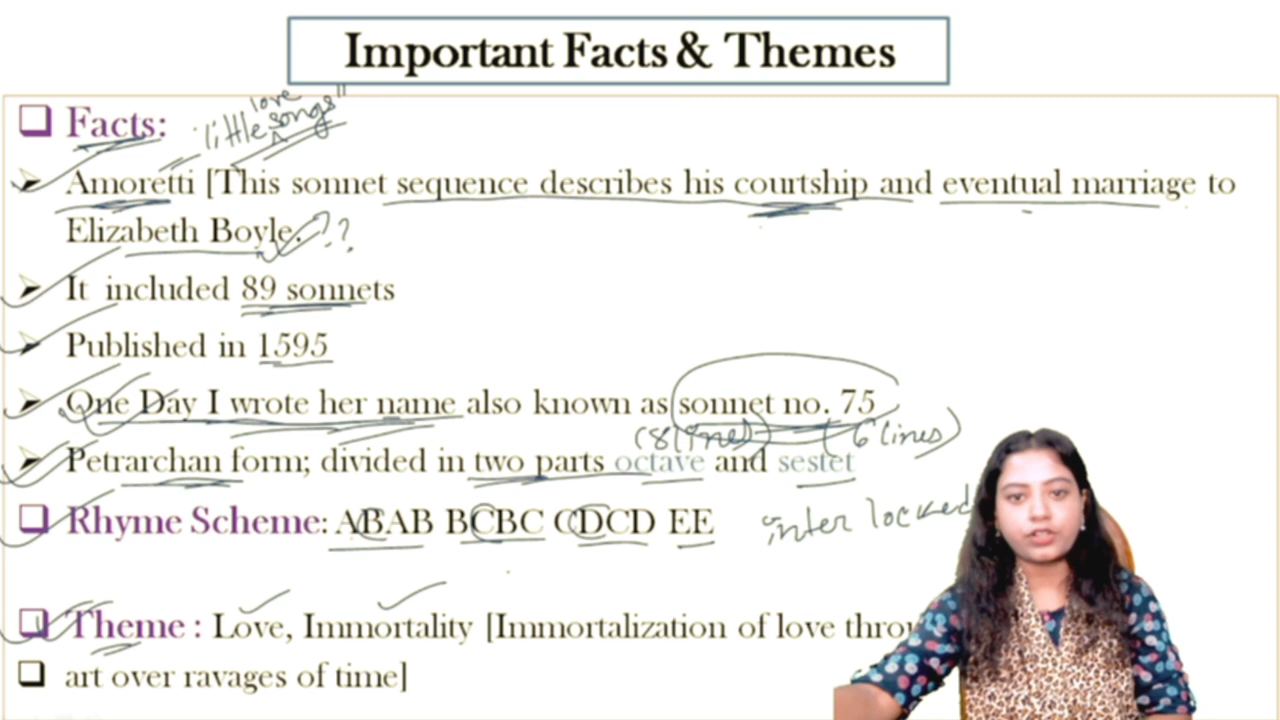 Important Facts & Themes
Facts:
love
"little songs"
Amoretti [This sonnet sequence describes his courtship and eventual marriage to
Elizabeth Boyle. ??
It included 89 sonnets
Published in 1595
One Day I wrote her name also known as sonnet no. 75
(8 lines) (6 lines)
Petrarchan form; divided in two parts octave and sestet
Rhyme Scheme: ABAB BCBC CDCD EE inter locked
Theme : Love, Immortality [Immortalization of love
art over ravages of time]